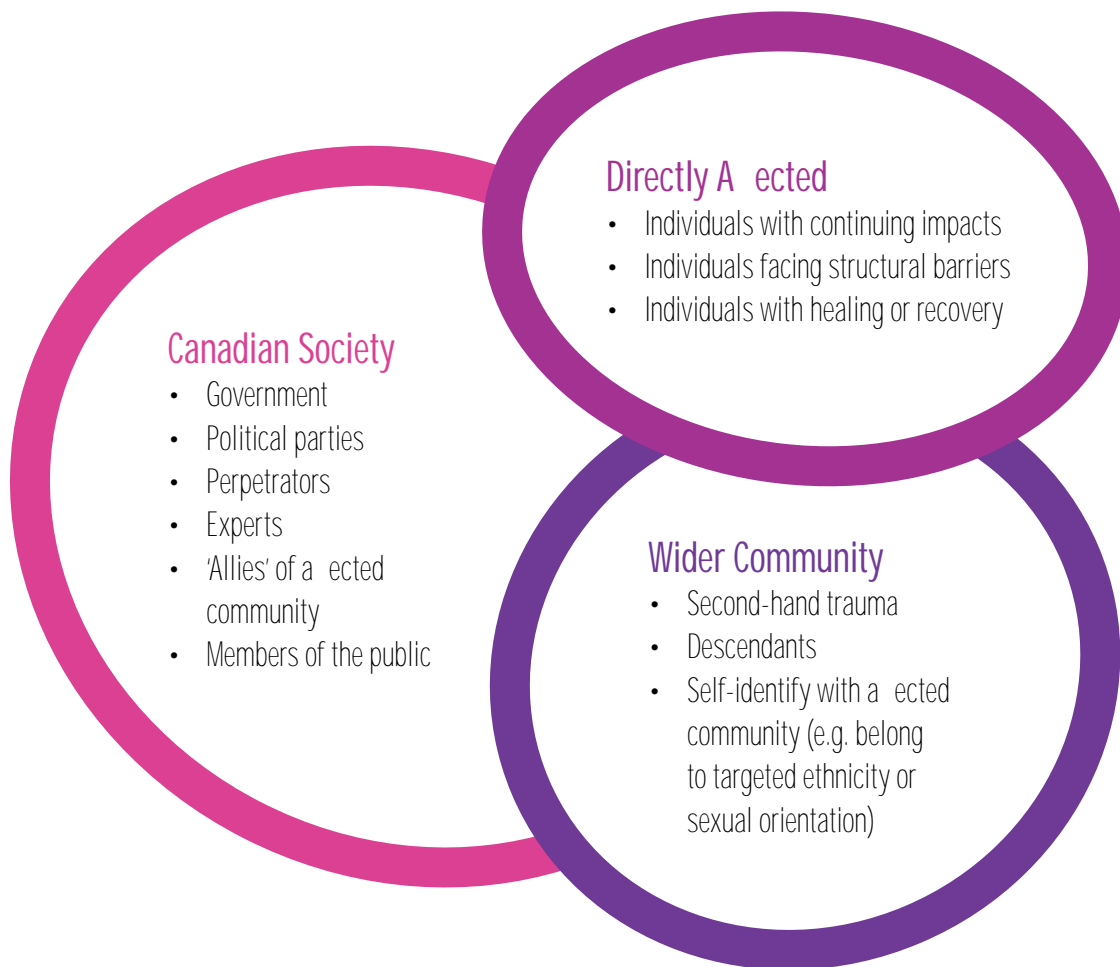 Directly A ected
• Individuals with continuing impacts
• Individuals facing structural barriers
• Individuals with healing or recovery
Canadian Society
• Government
• Political parties
• Perpetrators
• Experts
• ‘Allies’ of a ected
community
• Members of the public
Wider Community
• Second-hand trauma
• Descendants
• Self-identify with a ected
community (e.g. belong
to targeted ethnicity or
sexual orientation)